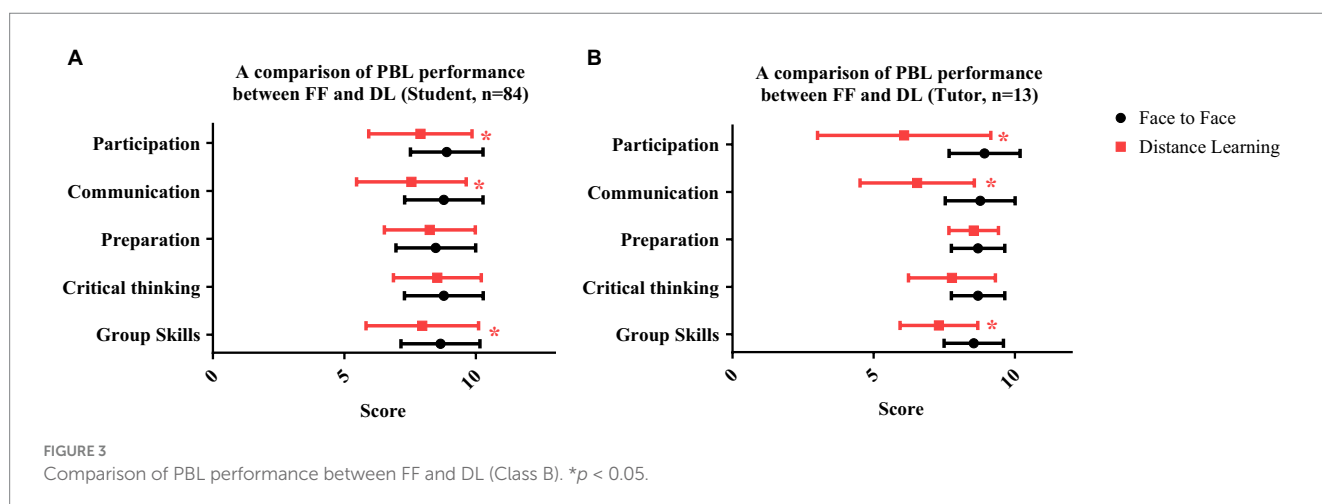 A
A comparison of PBL performance
between FF and DL (Student, n=84)
Participation
*
Communication
*
Preparation
Critical thinking
Group Skills
*
0
5
10
Score
B
A comparison of PBL performance
between FF and DL (Tutor, n=13)
Participation
*
Communication
*
Preparation
Critical thinking
Group Skills
*
0
5
10
Score
Face to Face
Distance Learning
FIGURE 3
Comparison of PBL performance between FF and DL (Class B). *p < 0.05.